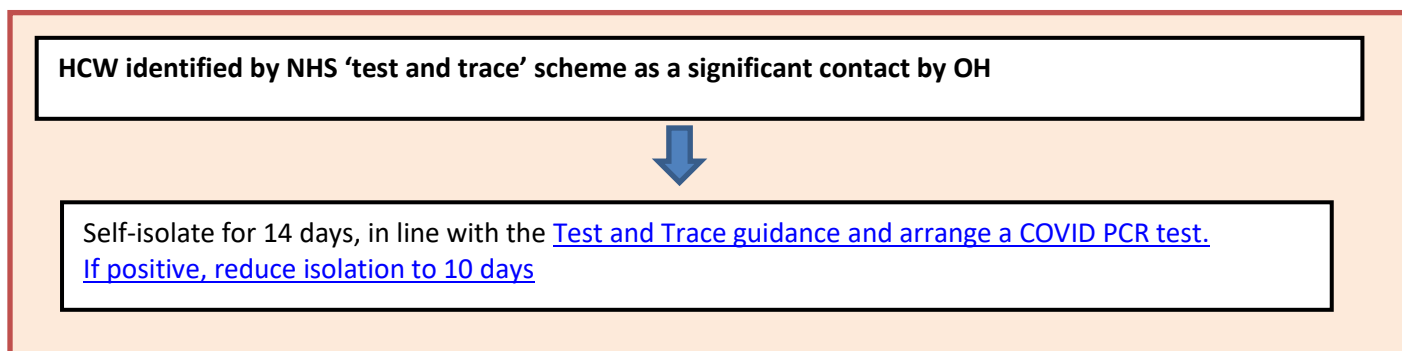 HCW identified by NHS ‘test and trace’ scheme as a significant contact by OH
Self-isolate for 14 days, in line with the Test and Trace guidance and arrange a COVID PCR test.
If positive, reduce isolation to 10 days